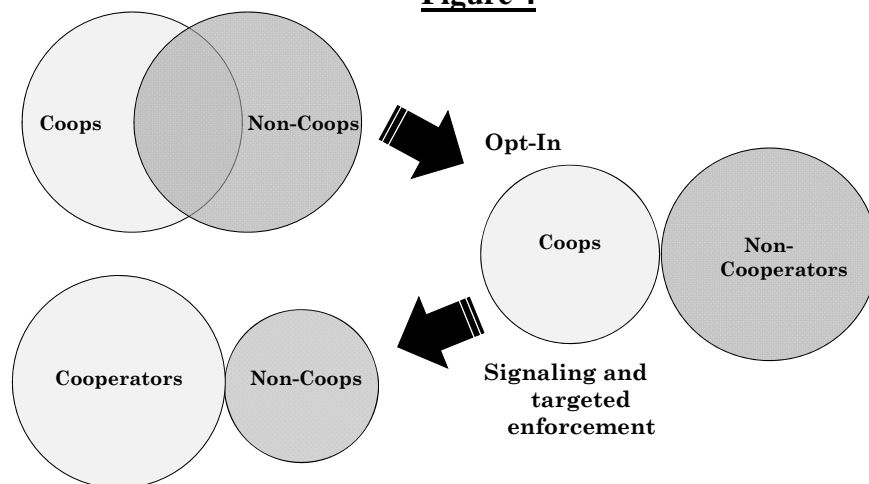 Figure 4
Coops
Non-Coops
Opt-In
Coops
Non-
Cooperators
Cooperators
Non-Coops
Signaling and
targeted
enforcement